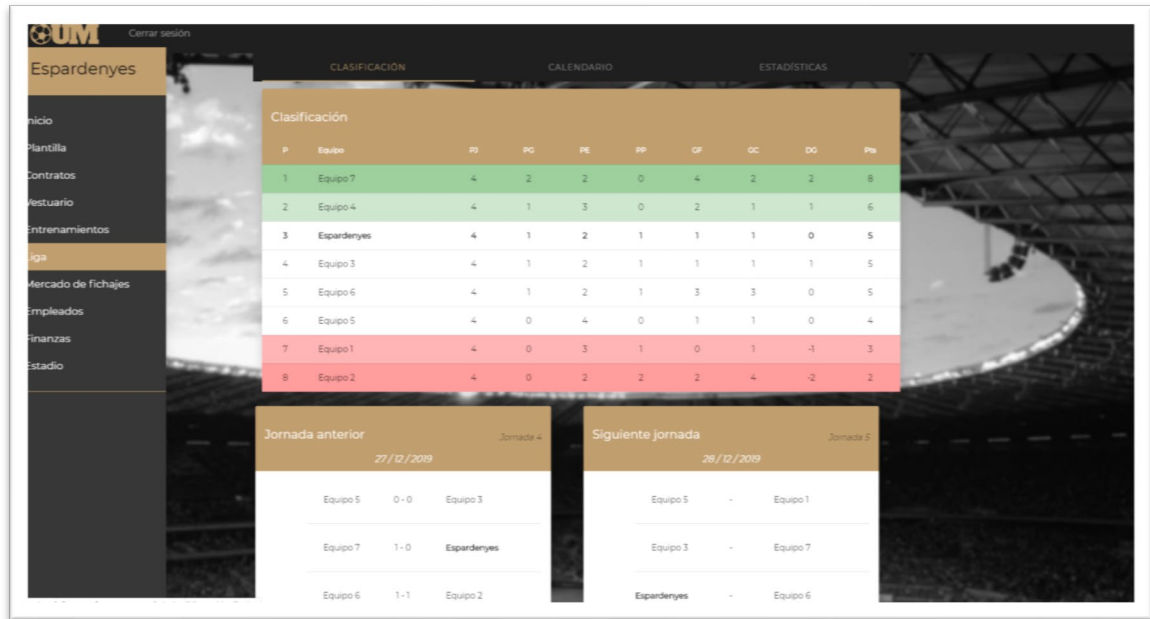 OUM Cerrar sesión
Espardenyes
Inicio
Plantilla
Contratos
Vestuario
Entrenamientos
Liga
Mercado de fichajes
Empleados
Finanzas
Estadio
CLASIFICACIÓN CALENDARIO ESTADÍSTICAS
Clasificación
P Equipo PJ PG PE PP GF GC DG Pts
1 Equipo 7 4 2 2 0 4 2 2 8
2 Equipo 4 4 1 3 0 2 1 1 6
3 Espardenyes 4 1 2 1 1 1 0 5
4 Equipo 3 4 1 2 1 1 1 1 5
5 Equipo 6 4 1 2 1 3 3 0 5
6 Equipo 5 4 0 4 0 1 1 0 4
7 Equipo 1 4 0 3 1 0 1 -1 3
8 Equipo 2 4 0 2 2 2 4 -2 2
Jornada anterior Jornada 4
27/12/2019
Equipo 5 0 - 0 Equipo 3
Equipo 7 1 - 0 Espardenyes
Equipo 6 1 - 1 Equipo 2
Siguiente jornada Jornada 5
28/12/2019
Equipo 5 - Equipo 1
Equipo 3 - Equipo 7
Espardenyes - Equipo 6